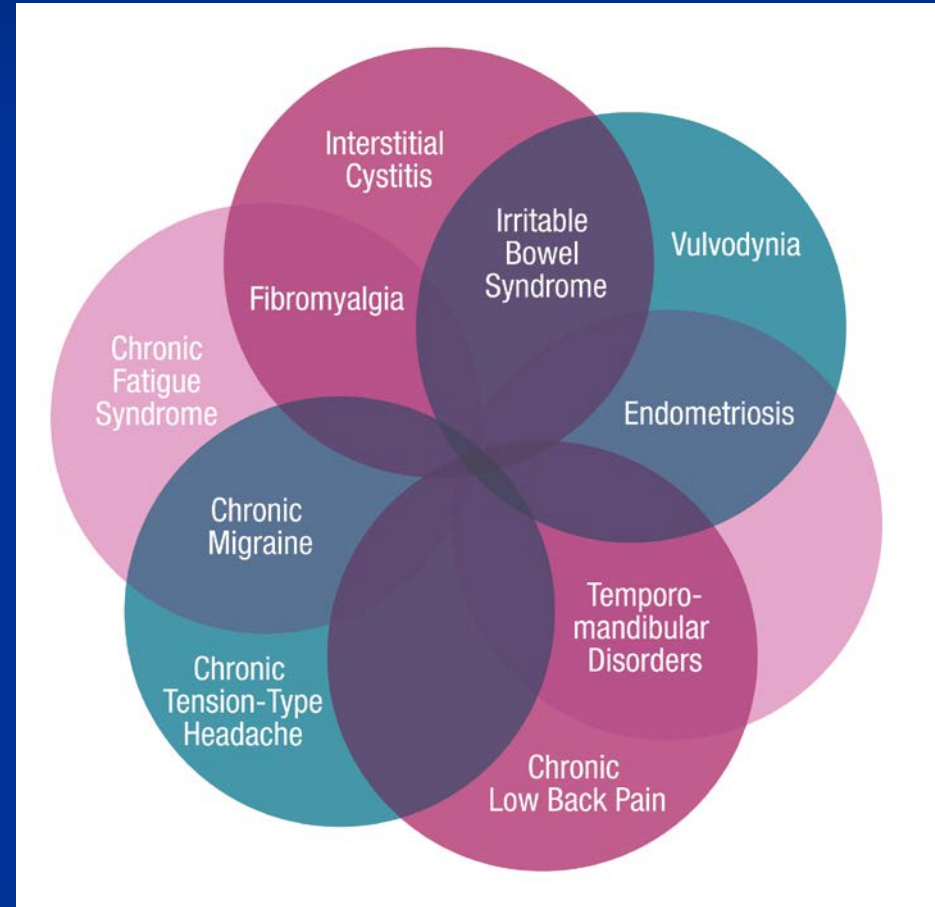 Interstitial
Cystitis
Irritable
Bowel
Syndrome
Vulvodynia
Fibromyalgia
Chronic
Fatigue
Syndrome
Endometriosis
Chronic
Migraine
Temporo-
mandibular
Disorders
Chronic
Tension-Type
Headache
Chronic
Low Back Pain